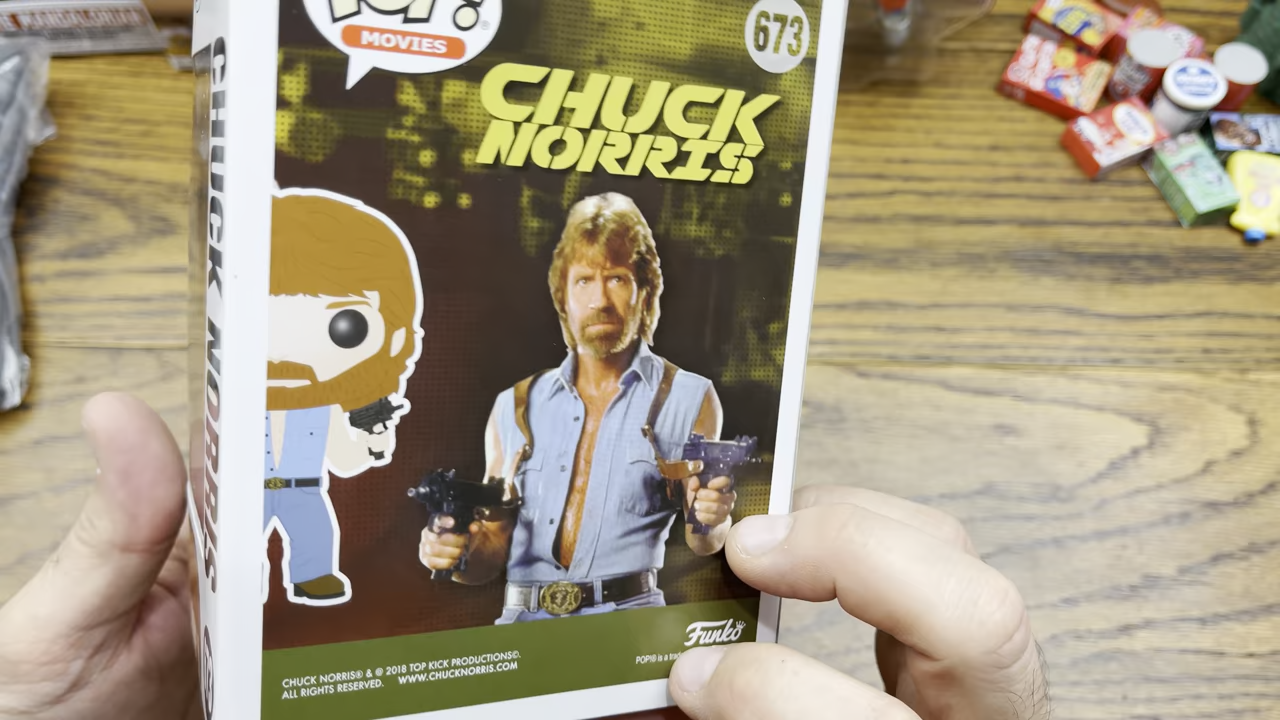 POP!®
MOVIES
673
CHUCK
NORRIS
CHUCK NORRIS
Funko
CHUCK NORRIS® & @ 2018 TOP KICK PRODUCTIONS©.
ALL RIGHTS RESERVED. WWW.CHUCKNORRIS.COM
POP!® is a